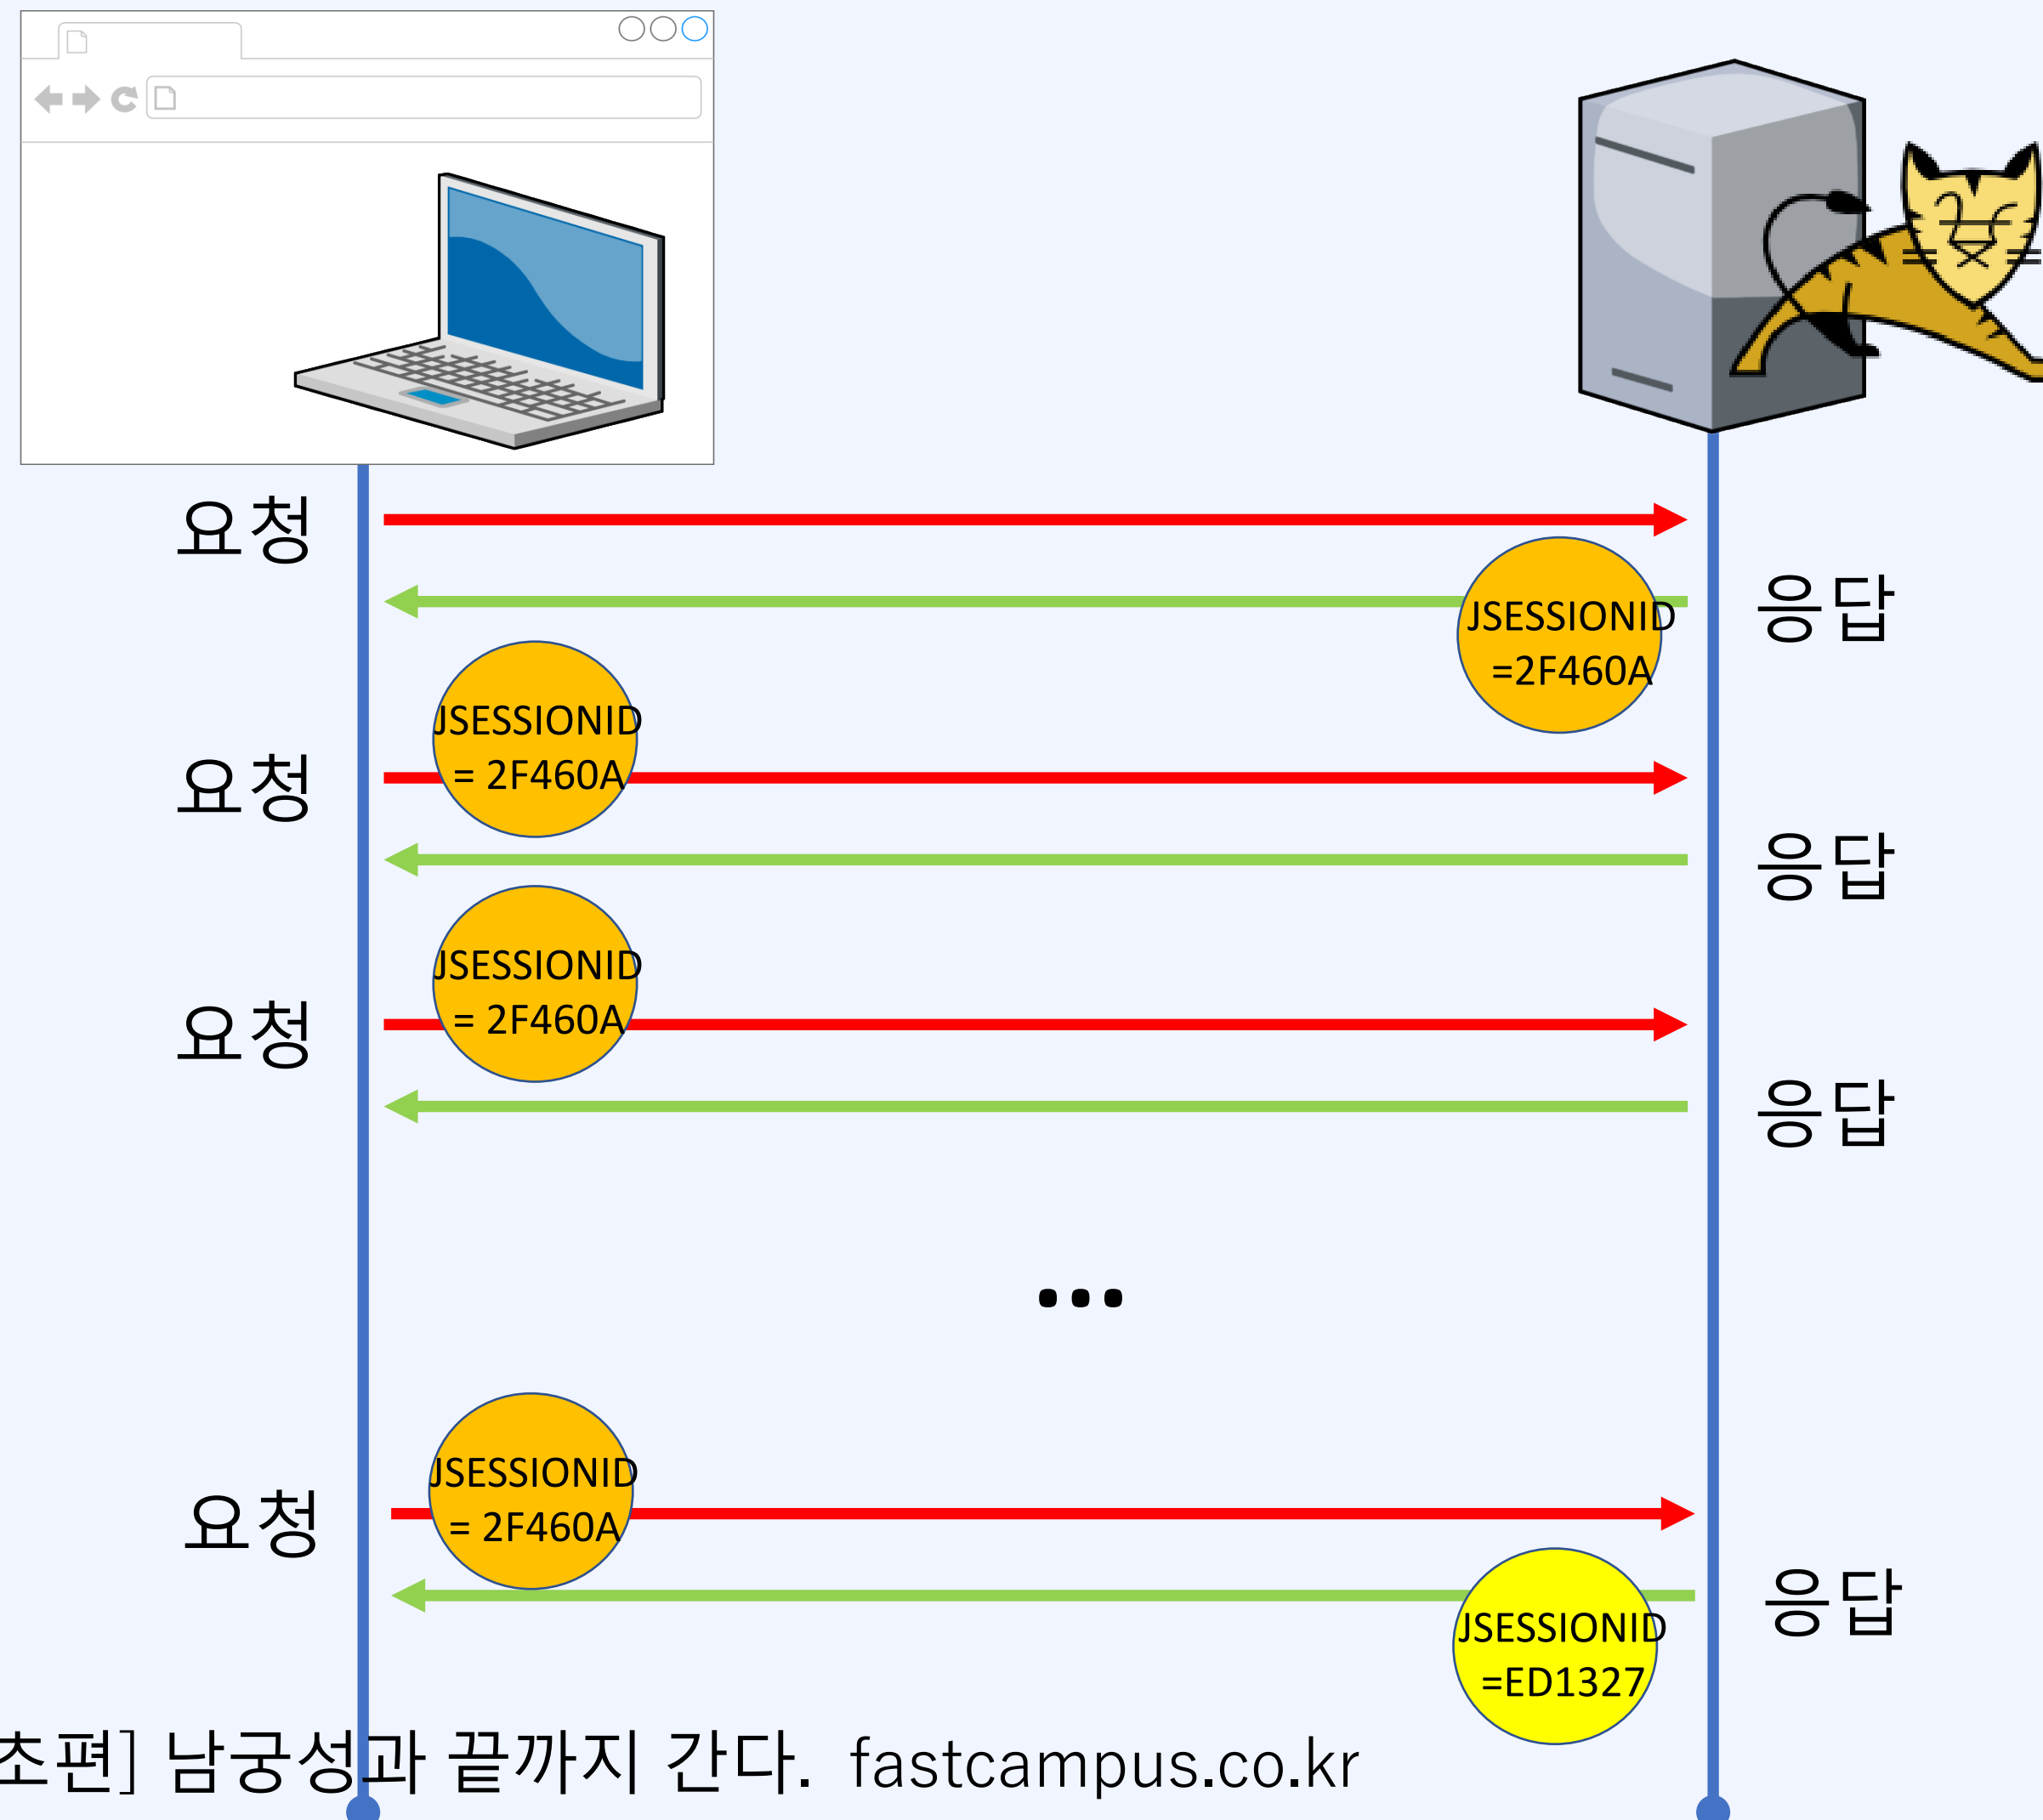 요청
응답
JSESSIONID
=2F460A
JSESSIONID
= 2F460A
요청
응답
JSESSIONID
= 2F460A
요청
응답
...
JSESSIONID
= 2F460A
요청
응답
JSESSIONID
=ED1327
초편] 남궁성과 끝까지 간다. fastcampus.co.kr